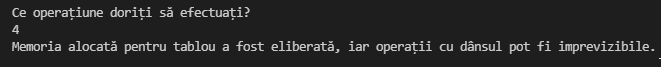 Ce operațiune doriți să efectuați?
4
Memoria alocată pentru tablou a fost eliberată, iar operații cu dânsul pot fi imprevizibile.